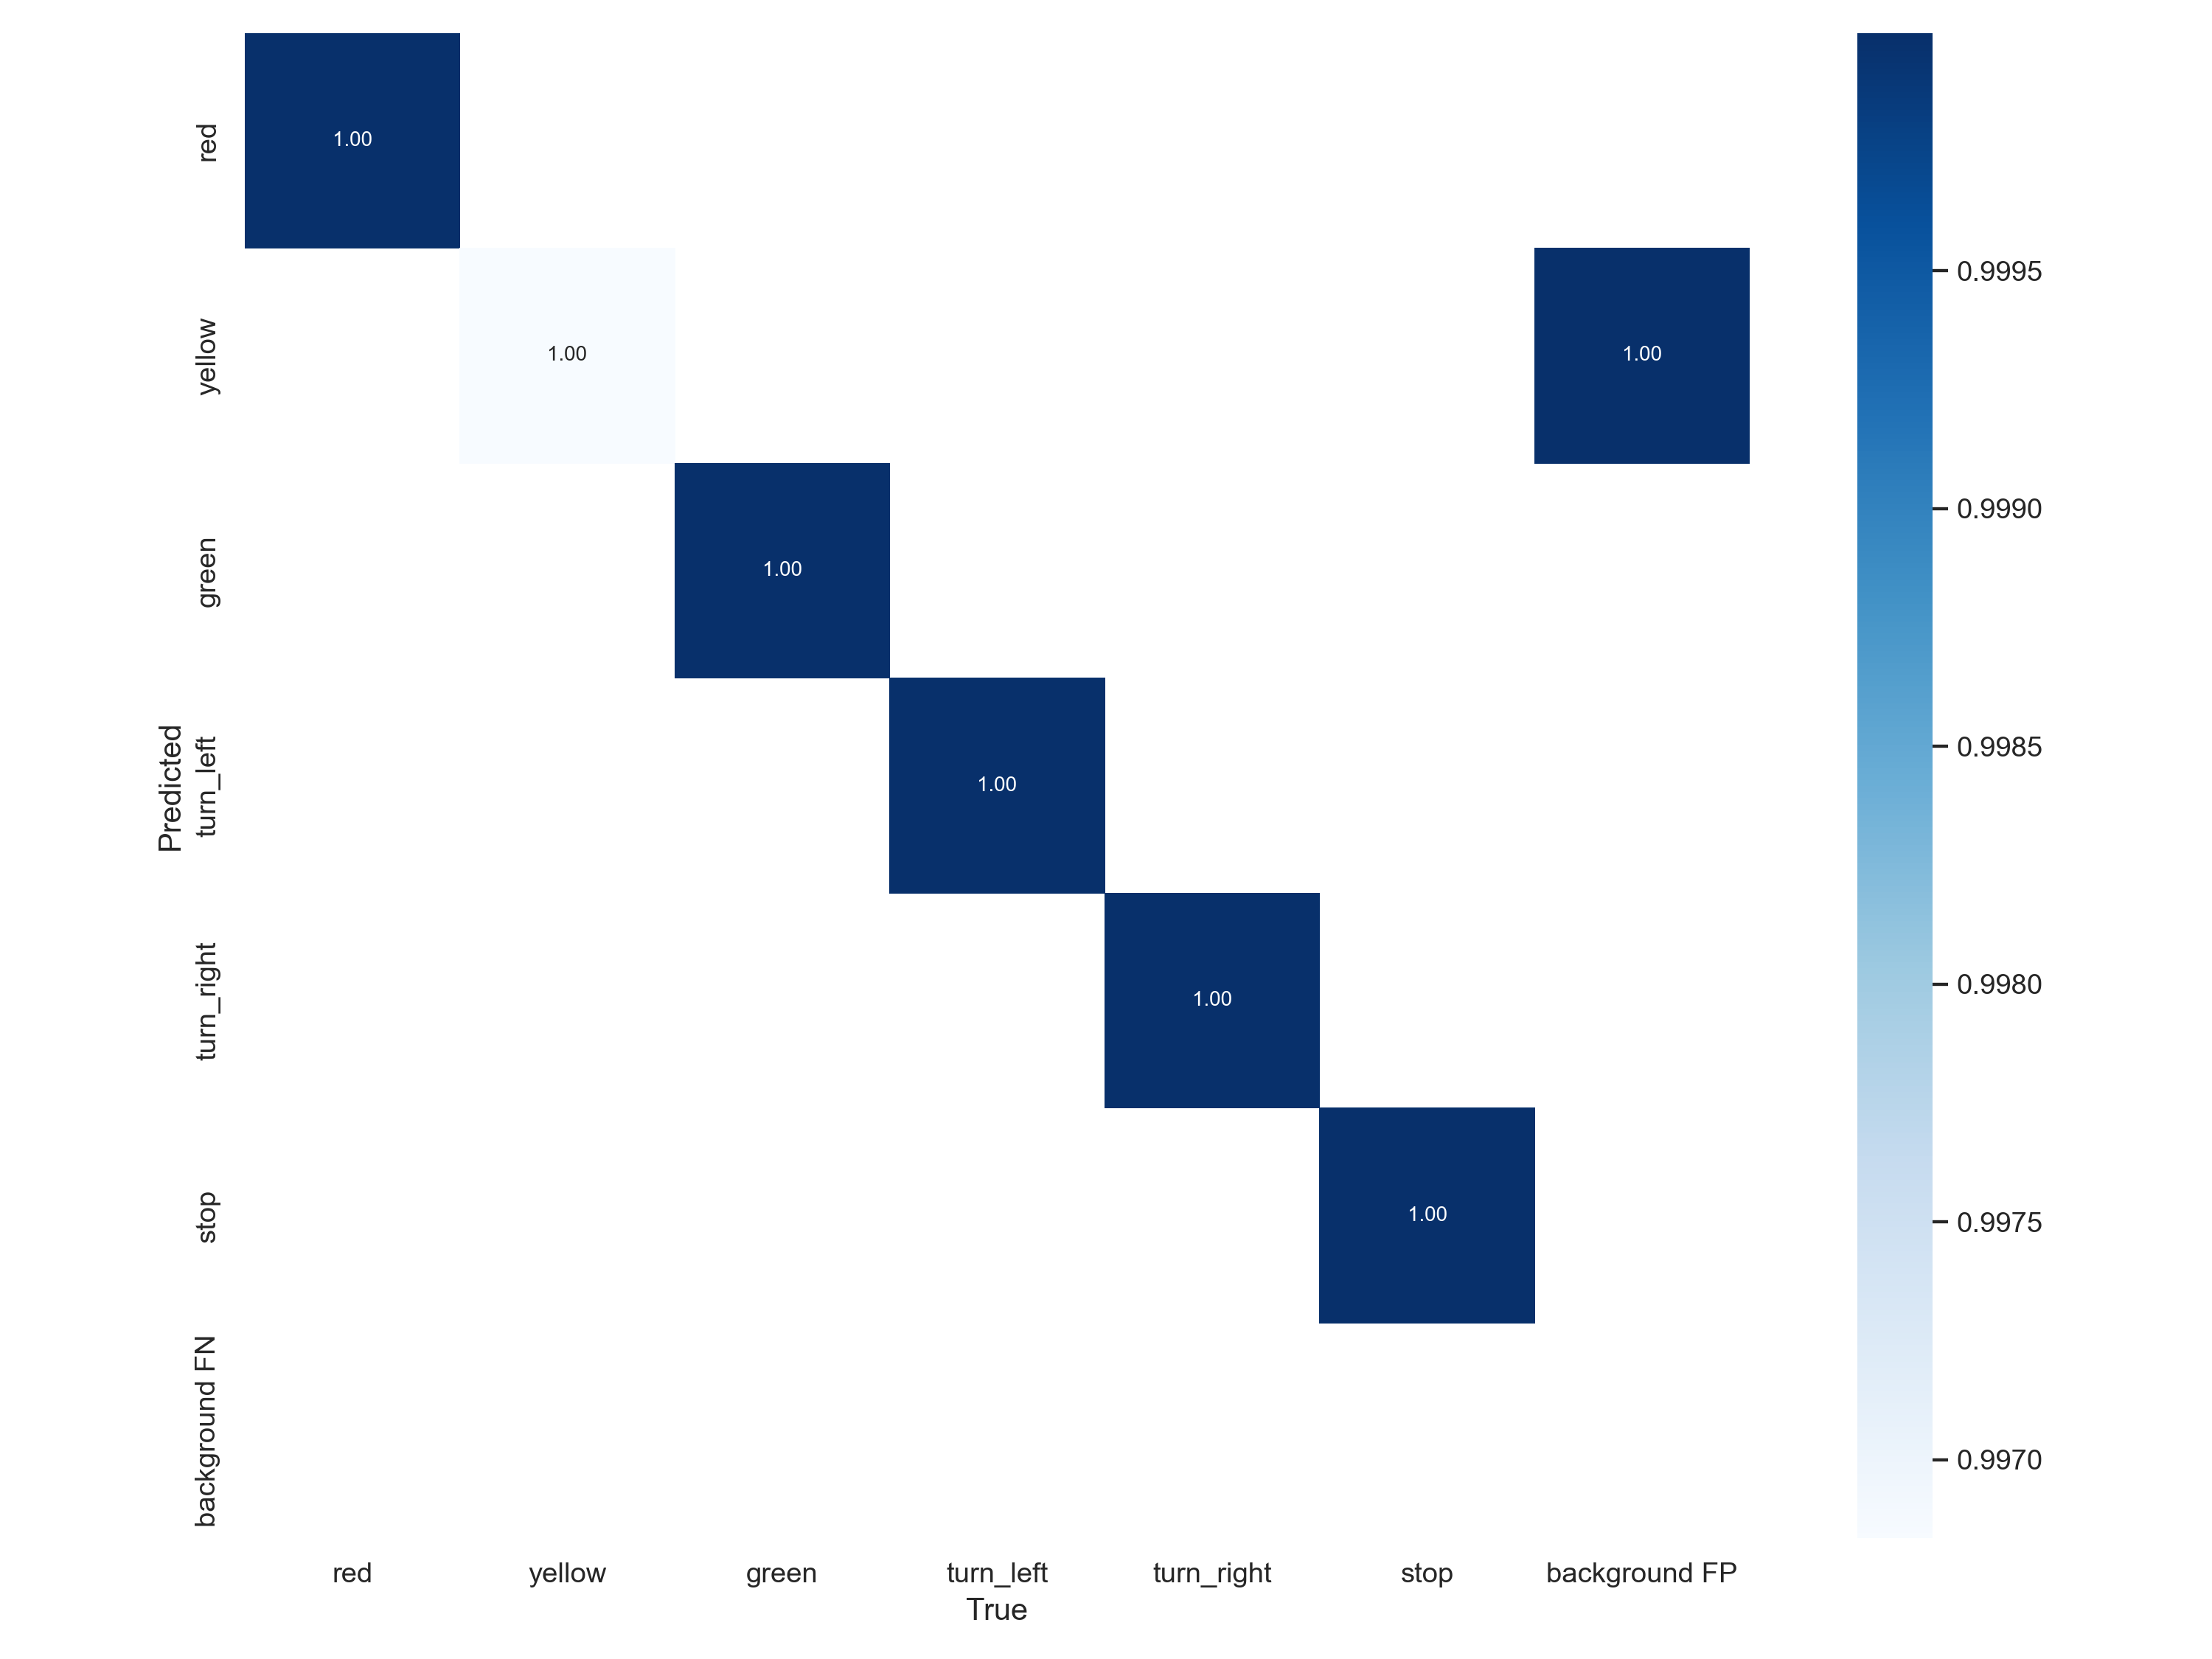 red
1.00
yellow
1.00
1.00
green
1.00
Predicted
turn_left
1.00
turn_right
1.00
stop
1.00
background FN
red
yellow
green
turn_left
turn_right
stop
background FP
True
0.9995
0.9990
0.9985
0.9980
0.9975
0.9970